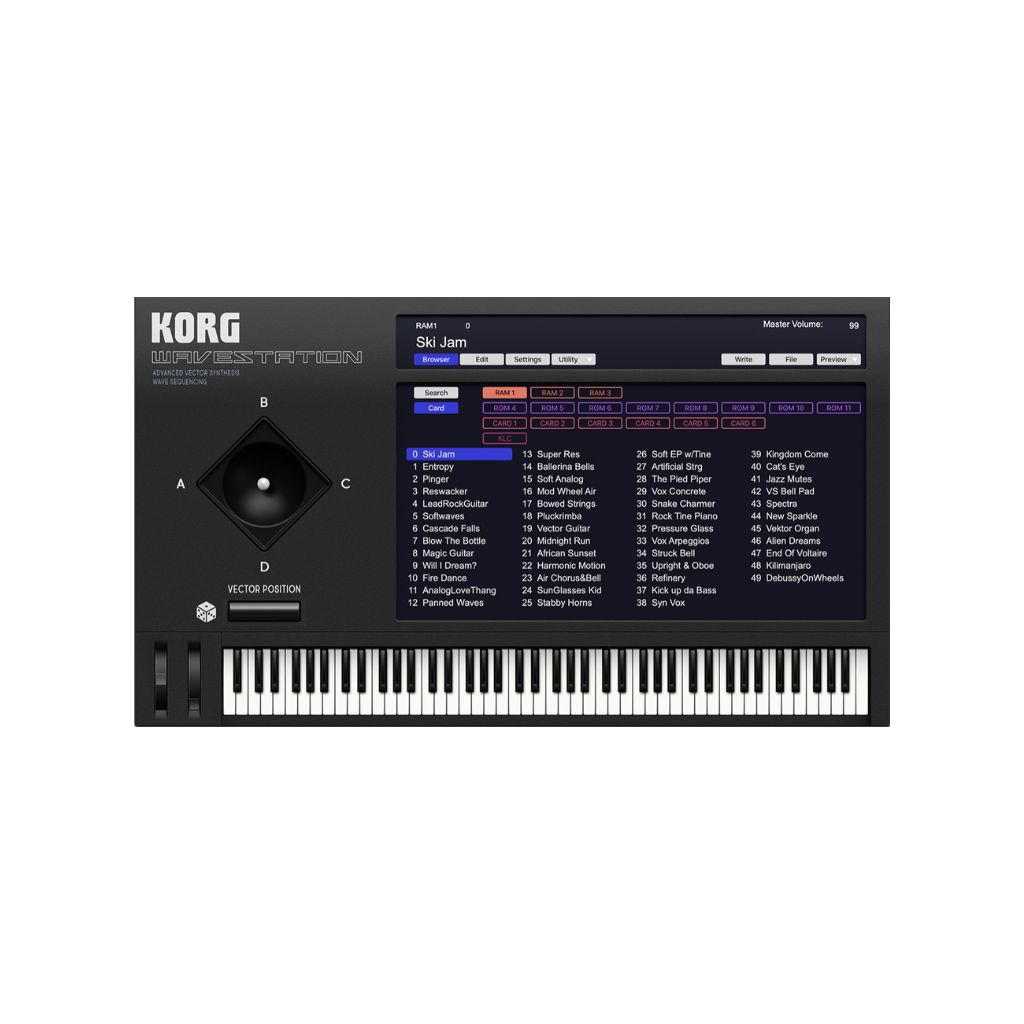 KORG
WAVESTATION
ADVANCED VECTOR SYNTHESIS
WAVE SEQUENCING
B
A
C
D
VECTOR POSITION
RAM1 0 Master Volume: 99
Ski Jam
Browser Edit Settings Utility Write File Preview
Search RAM 1 RAM 2 RAM 3
Card ROM 4 ROM 5 ROM 6 ROM 7 ROM 8 ROM 9 ROM 10 ROM 11
CARD 1 CARD 2 CARD 3 CARD 4 CARD 5 CARD 6
KLC
0 Ski Jam
1 Entropy
2 Pinger
3 Reswacker
4 LeadRockGuitar
5 Softwaves
6 Cascade Falls
7 Blow The Bottle
8 Magic Guitar
9 Will I Dream?
10 Fire Dance
11 AnalogLoveThang
12 Panned Waves
13 Super Res
14 Ballerina Bells
15 Soft Analog
16 Mod Wheel Air
17 Bowed Strings
18 Pluckrimba
19 Vector Guitar
20 Midnight Run
21 African Sunset
22 Harmonic Motion
23 Air Chorus&Bell
24 SunGlasses Kid
25 Stabby Horns
26 Soft EP w/Tine
27 Artificial Strg
28 The Pied Piper
29 Vox Concrete
30 Snake Charmer
31 Rock Tine Piano
32 Pressure Glass
33 Vox Arpeggios
34 Struck Bell
35 Upright & Oboe
36 Refinery
37 Kick up da Bass
38 Syn Vox
39 Kingdom Come
40 Cat's Eye
41 Jazz Mutes
42 VS Bell Pad
43 Spectra
44 New Sparkle
45 Vektor Organ
46 Alien Dreams
47 End Of Voltaire
48 Kilimanjaro
49 DebussyOnWheels